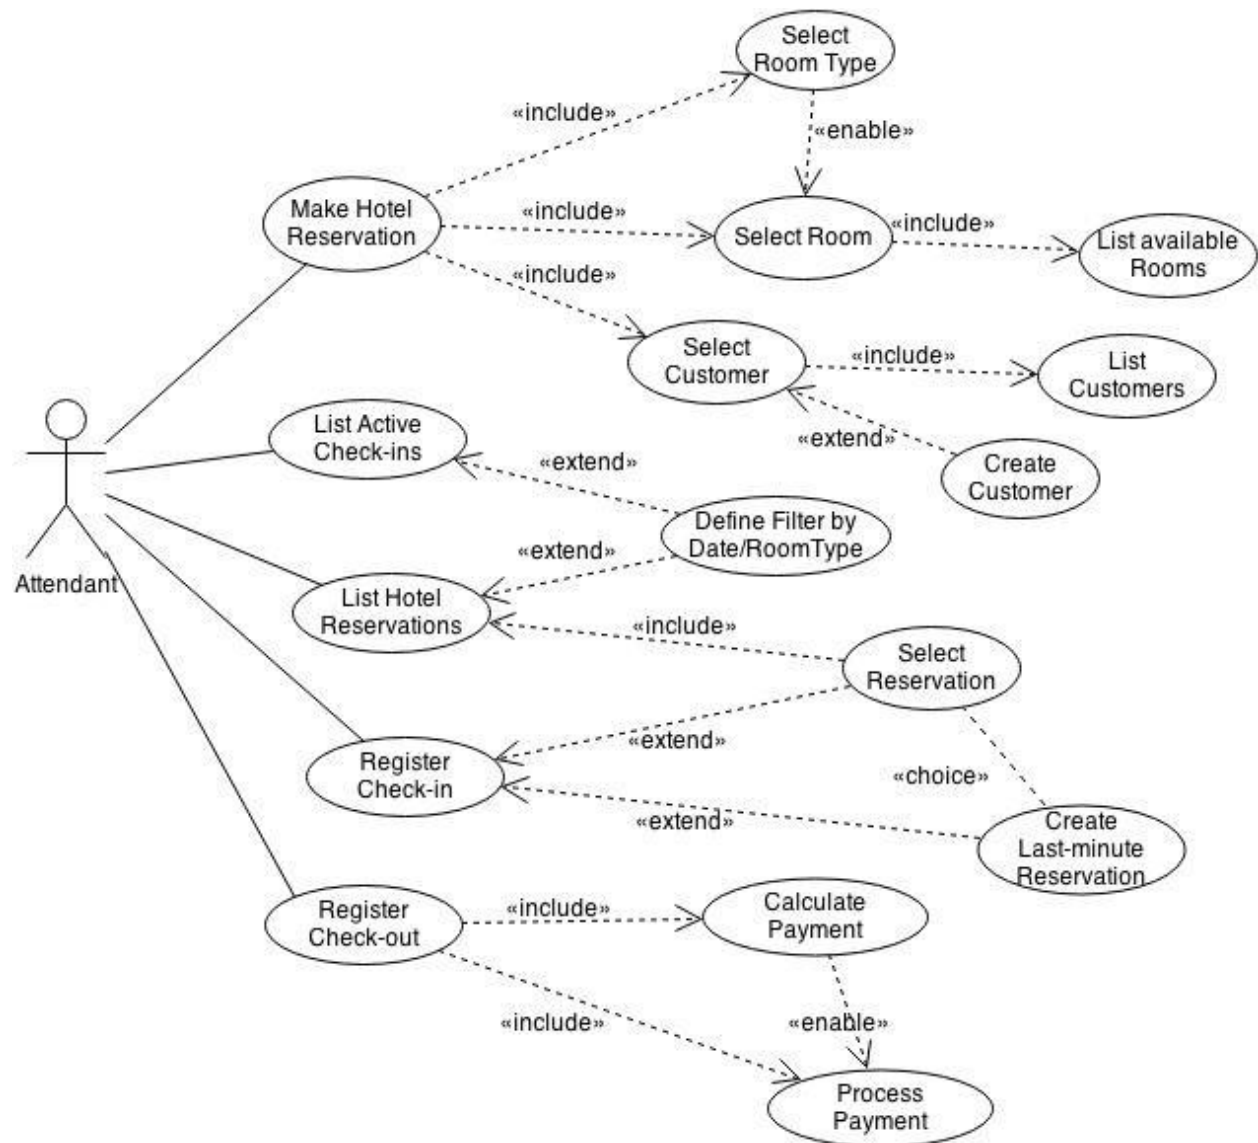 Select
Room Type
«include»
«enable»
Make Hotel
Reservation
«include»
Select Room
«include»
List available
Rooms
«include»
Select
Customer
«include»
List
Customers
«extend»
Create
Customer
List Active
Check-ins
«extend»
Define Filter by
Date/RoomType
«extend»
Attendant
List Hotel
Reservations
«include»
Select
Reservation
«extend»
Register
Check-in
«choice»
«extend»
Create
Last-minute
Reservation
Register
Check-out
«include»
Calculate
Payment
«include»
«enable»
Process
Payment